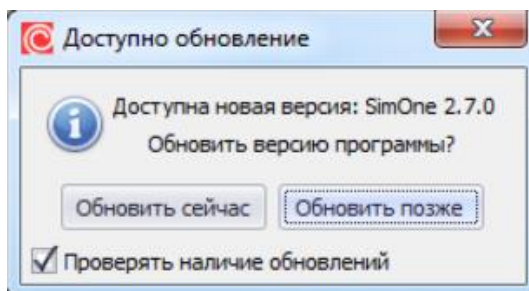 Доступно обновление
Доступна новая версия: SimOne 2.7.0
Обновить версию программы?
Обновить сейчас
Обновить позже
Проверять наличие обновлений